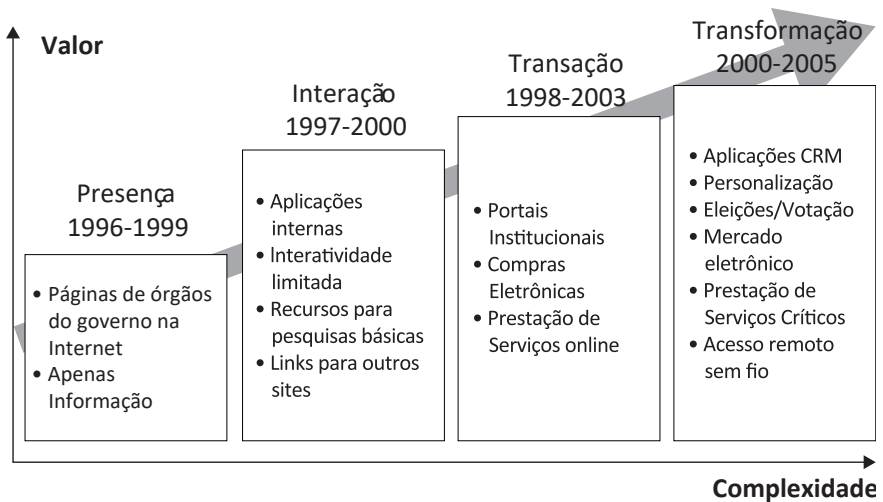 Valor
Presença
1996-1999
• Páginas de órgãos
do governo na
Internet
• Apenas
Informação
Interação
1997-2000
• Aplicações
internas
• Interatividade
limitada
• Recursos para
pesquisas básicas
• Links para outros
sites
Transação
1998-2003
• Portais
Institucionais
• Compras
Eletrônicas
• Prestação de
Serviços online
Transformação
2000-2005
• Aplicações CRM
• Personalização
• Eleições/Votação
• Mercado
eletrônico
• Prestação de
Serviços Críticos
• Acesso remoto
sem fio
Complexidade